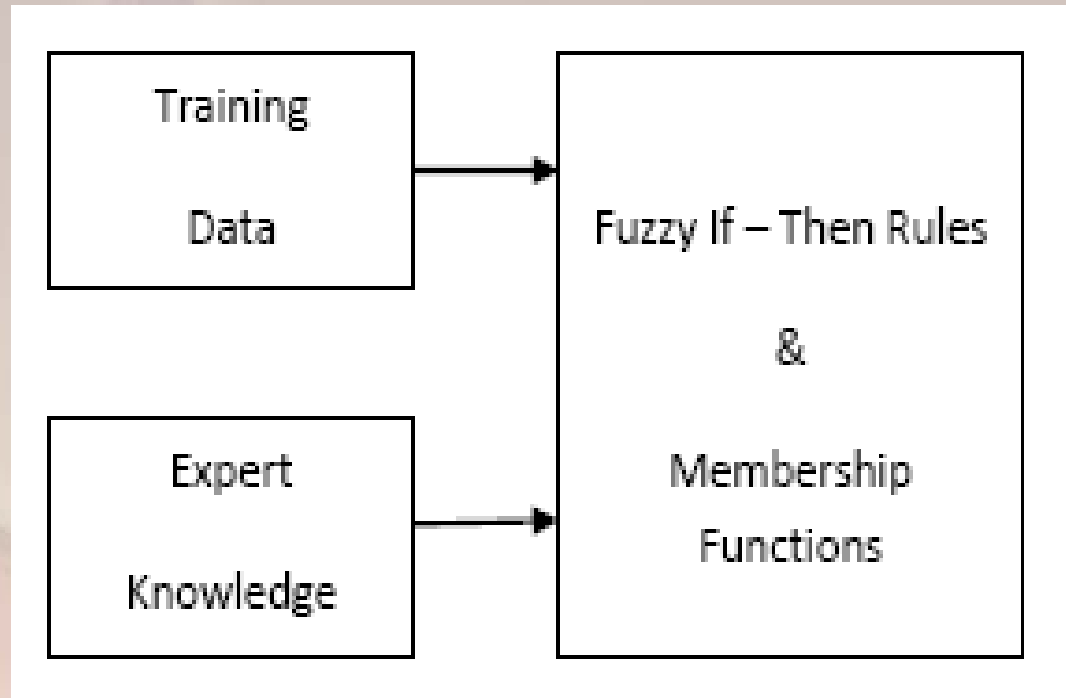 Training
Data
Expert
Knowledge
Fuzzy If – Then Rules
&
Membership
Functions